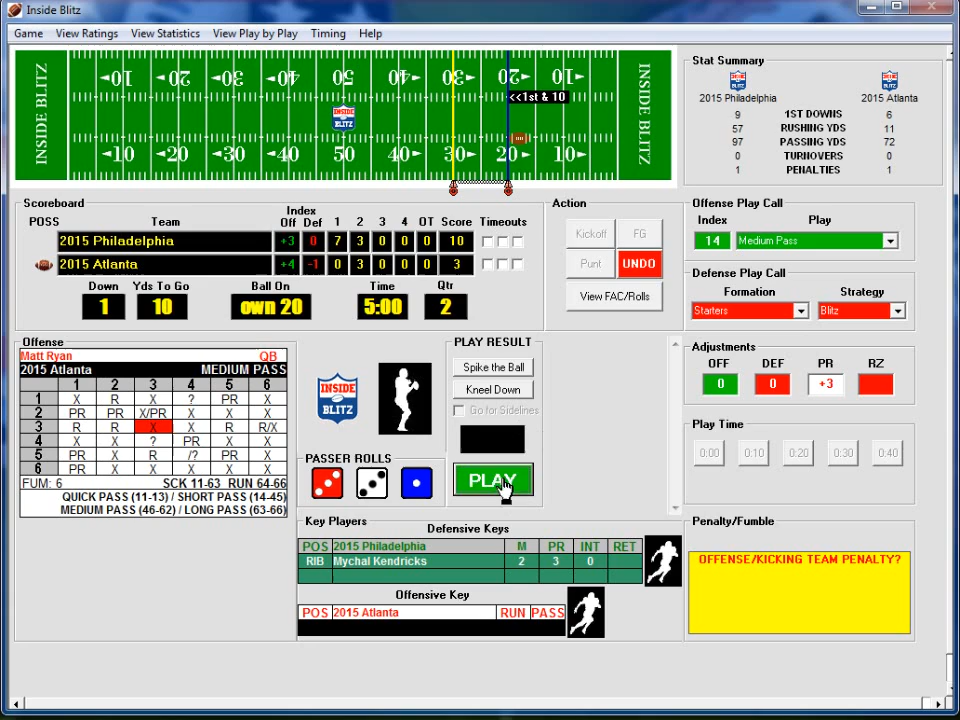 Inside Blitz
Game View Ratings View Statistics View Play by Play Timing Help
INSIDE BLITZ
10 20 30 40 50 40 30 20 10
<<1st & 10
INSIDE BLITZ
10 20 30 40 50 40 30 20 10
INSIDE BLITZ
Stat Summary
2015 Philadelphia 2015 Atlanta
9 1ST DOWNS 6
57 RUSHING YDS 11
97 PASSING YDS 72
0 TURNOVERS 0
1 PENALTIES 1
Scoreboard
POSS Team Index Off Def 1 2 3 4 OT Score Timeouts
2015 Philadelphia +3 0 7 3 0 0 0 10
2015 Atlanta +4 -1 0 3 0 0 0 3
Down Yds To Go Ball On Time Qtr
1 10 own 20 5:00 2
Action
Kickoff FG
Punt UNDO
View FAC/Rolls
Offense Play Call
Index Play
14 Medium Pass
Defense Play Call
Formation Strategy
Starters Blitz
Offense
Matt Ryan QB
2015 Atlanta MEDIUM PASS
1 2 3 4 5 6
1 X R X ? PR X
2 PR PR X/PR X X X
3 R R X X R R/X
4 X X ? PR X X
5 PR X R /? PR X
6 PR X X X X X
FUM: 6 SCK 11-63 RUN 64-66
QUICK PASS (11-13) / SHORT PASS (14-45)
MEDIUM PASS (46-62) / LONG PASS (63-66)
INSIDE BLITZ
PASSER ROLLS
PLAY RESULT
Spike the Ball
Kneel Down
Go for Sidelines
PLAY
Adjustments
OFF DEF PR RZ
0 0 +3
Play Time
0:00 0:10 0:20 0:30 0:40
Key Players
Defensive Keys
POS 2015 Philadelphia M PR INT RET
RIB Mychal Kendricks 2 3 0
Offensive Key
POS 2015 Atlanta RUN PASS
Penalty/Fumble
OFFENSE/KICKING TEAM PENALTY?